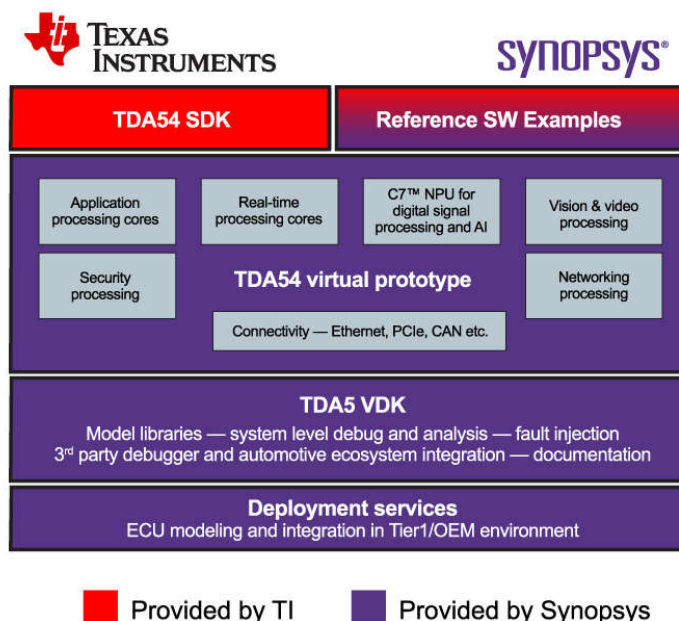 TEXAS
INSTRUMENTS
SYNOPSYS®
TDA54 SDK
Reference SW Examples
Application
processing cores
Real-time
processing cores
C7™ NPU for
digital signal
processing and AI
Vision & video
processing
Security
processing
TDA54 virtual prototype
Networking
processing
Connectivity — Ethernet, PCIe, CAN etc.
TDA5 VDK
Model libraries — system level debug and analysis — fault injection
3rd party debugger and automotive ecosystem integration — documentation
Deployment services
ECU modeling and integration in Tier1/OEM environment
Provided by TI
Provided by Synopsys